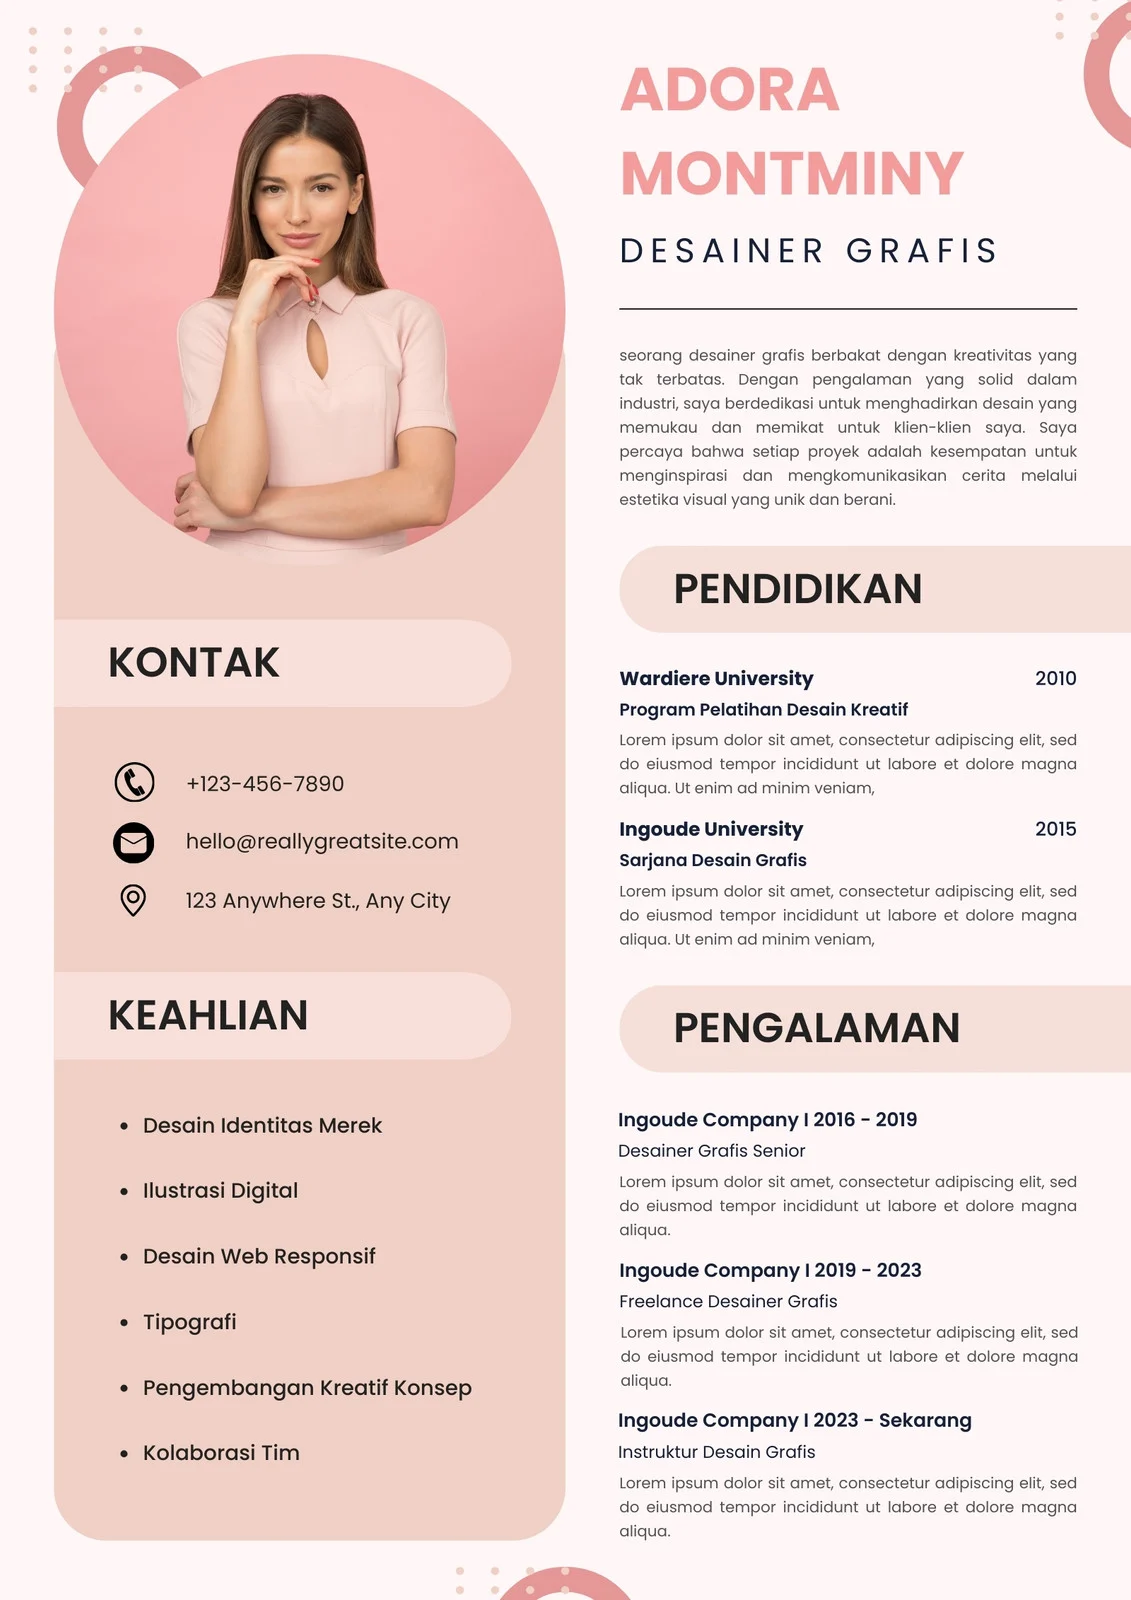 ADORA
MONTMINY
DESAINER GRAFIS
seorang desainer grafis berbakat dengan kreativitas yang
tak terbatas. Dengan pengalaman yang solid dalam
industri, saya berdedikasi untuk menghadirkan desain yang
memukau dan memikat untuk klien-klien saya. Saya
percaya bahwa setiap proyek adalah kesempatan untuk
menginspirasi dan mengkomunikasikan cerita melalui
estetika visual yang unik dan berani.
KONTAK
+123-456-7890
hello@reallygreatsite.com
123 Anywhere St., Any City
KEAHLIAN
• Desain Identitas Merek
• Ilustrasi Digital
• Desain Web Responsif
• Tipografi
• Pengembangan Kreatif Konsep
• Kolaborasi Tim
PENDIDIKAN
Wardiere University 2010
Program Pelatihan Desain Kreatif
Lorem ipsum dolor sit amet, consectetur adipiscing elit, sed
do eiusmod tempor incididunt ut labore et dolore magna
aliqua. Ut enim ad minim veniam,
Ingoude University 2015
Sarjana Desain Grafis
Lorem ipsum dolor sit amet, consectetur adipiscing elit, sed
do eiusmod tempor incididunt ut labore et dolore magna
aliqua. Ut enim ad minim veniam,
PENGALAMAN
Ingoude Company I 2016 - 2019
Desainer Grafis Senior
Lorem ipsum dolor sit amet, consectetur adipiscing elit, sed
do eiusmod tempor incididunt ut labore et dolore magna
aliqua.
Ingoude Company I 2019 - 2023
Freelance Desainer Grafis
Lorem ipsum dolor sit amet, consectetur adipiscing elit, sed
do eiusmod tempor incididunt ut labore et dolore magna
aliqua.
Ingoude Company I 2023 - Sekarang
Instruktur Desain Grafis
Lorem ipsum dolor sit amet, consectetur adipiscing elit, sed
do eiusmod tempor incididunt ut labore et dolore magna
aliqua.